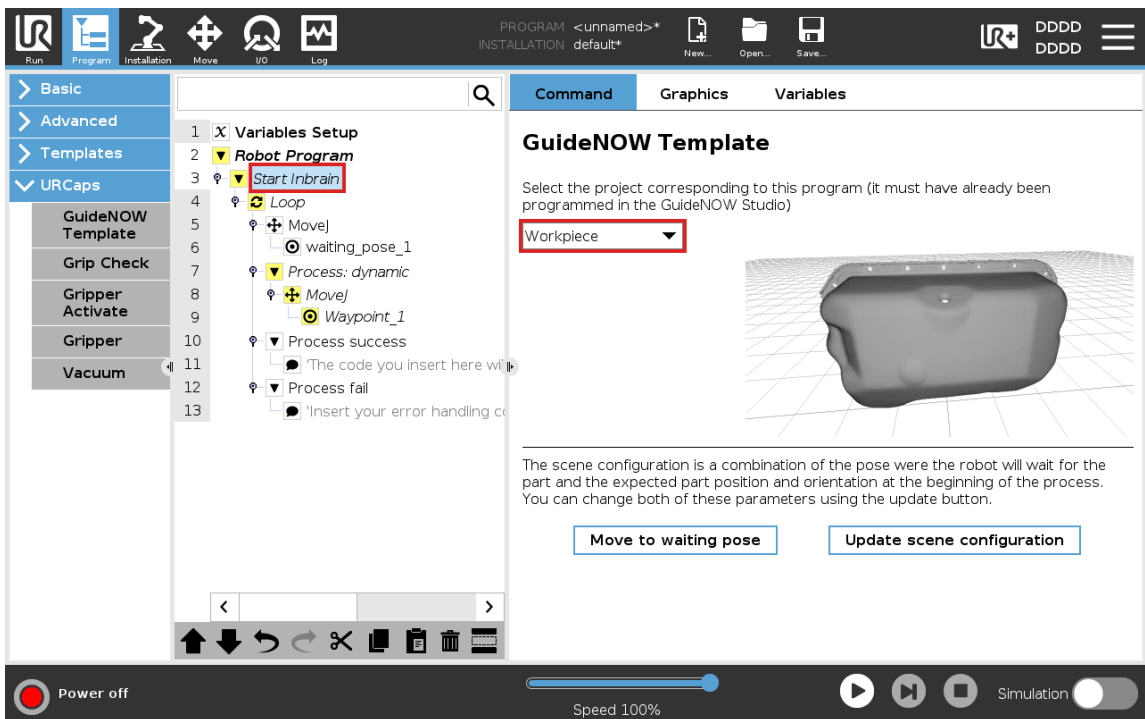 PROGRAM <unnamed>*
INSTALLATION default*
Run
Program
Installation
Move
I/O
Log
New...
Open...
Save...
UR+
DDDD
DDDD
Basic
Advanced
Templates
URCaps
GuideNOW
Template
Grip Check
Gripper
Activate
Gripper
Vacuum
1 X Variables Setup
2 Robot Program
3 Start Inbrain
4 Loop
5 MoveJ
6 waiting_pose_1
7 Process: dynamic
8 MoveJ
9 Waypoint_1
10 Process success
11 'The code you insert here wi
12 Process fail
13 'Insert your error handling co
Command
Graphics
Variables
GuideNOW Template
Select the project corresponding to this program (it must have already been
programmed in the GuideNOW Studio)
Workpiece
The scene configuration is a combination of the pose were the robot will wait for the
part and the expected part position and orientation at the beginning of the process.
You can change both of these parameters using the update button.
Move to waiting pose
Update scene configuration
Power off
Speed 100%
Simulation